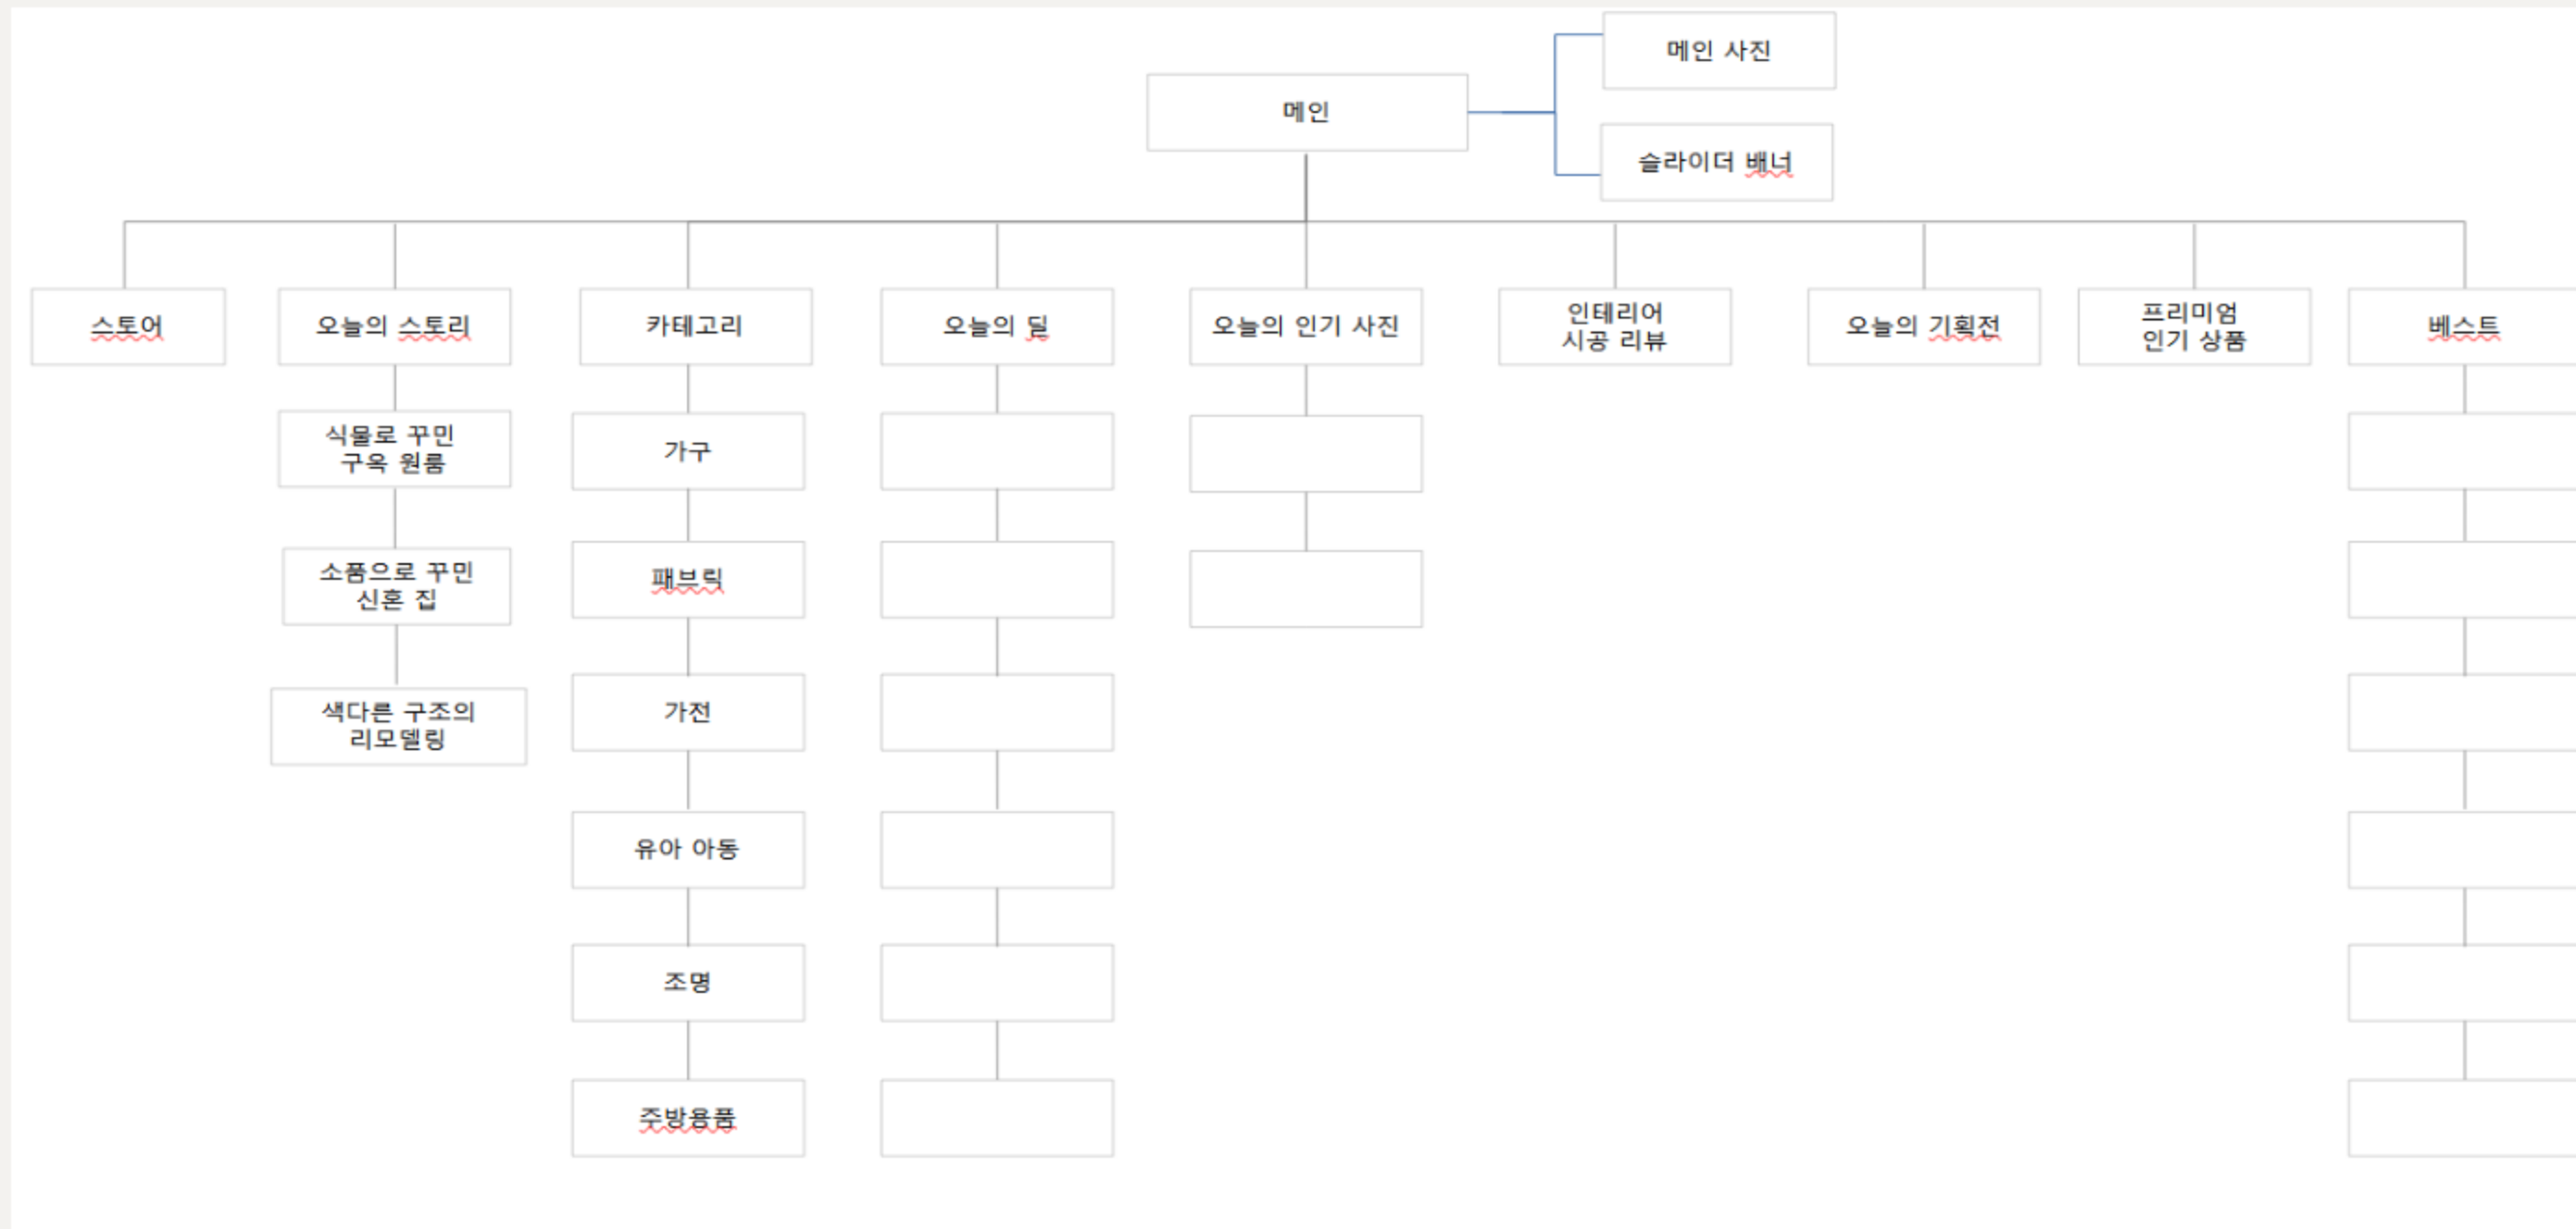 메인 사진
메인
슬라이더 배너
스토어
오늘의 스토리
카테고리
오늘의 딜
오늘의 인기 사진
인테리어
시공 리뷰
오늘의 기획전
프리미엄
인기 상품
베스트
식물로 꾸민
구옥 원룸
가구
소품으로 꾸민
신혼 집
패브릭
색다른 구조의
리모델링
가전
유아 아동
조명
주방용품